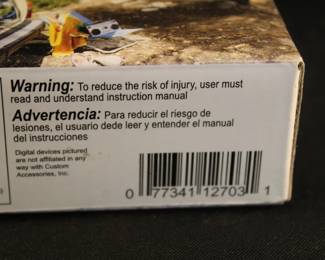 Warning: To reduce the risk of injury, user must
read and understand instruction manual
Advertencia: Para reducir el riesgo de
lesiones, el usuario dede leer y entender el manual
del instrucciones
Digital devices pictured
are not affiliated in any
way with Custom
Accessories, Inc.
0 77341 12703 1